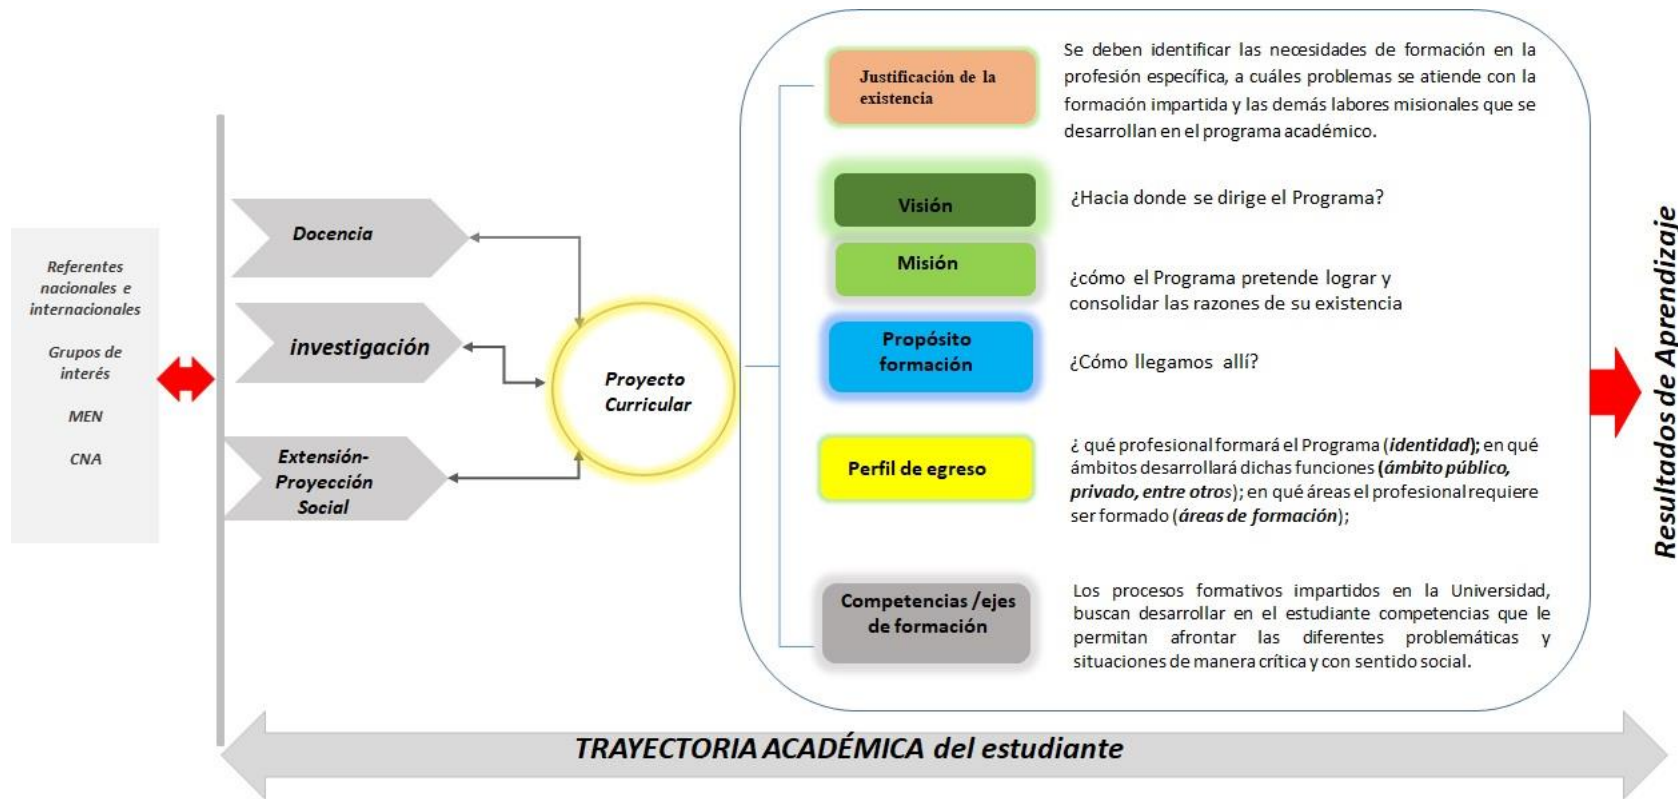 Referentes
nacionales e
internacionales
Grupos de
interés
MEN
CNA
Docencia
investigación
Extensión-
Proyección
Social
Proyecto
Curricular
Justificación de la
existencia
Se deben identificar las necesidades de formación en la
profesión específica, a cuáles problemas se atiende con la
formación impartida y las demás labores misionales que se
desarrollan en el programa académico.
Visión
¿Hacia donde se dirige el Programa?
Misión
¿cómo el Programa pretende lograr y
consolidar las razones de su existencia
Propósito
formación
¿Cómo llegamos allí?
Perfil de egreso
¿ qué profesional formará el Programa (identidad); en qué
ámbitos desarrollará dichas funciones (ámbito público,
privado, entre otros); en qué áreas el profesional requiere
ser formado (áreas de formación);
Competencias /ejes
de formación
Los procesos formativos impartidos en la Universidad,
buscan desarrollar en el estudiante competencias que le
permitan afrontar las diferentes problemáticas y
situaciones de manera crítica y con sentido social.
Resultados de Aprendizaje
TRAYECTORIA ACADÉMICA del estudiante